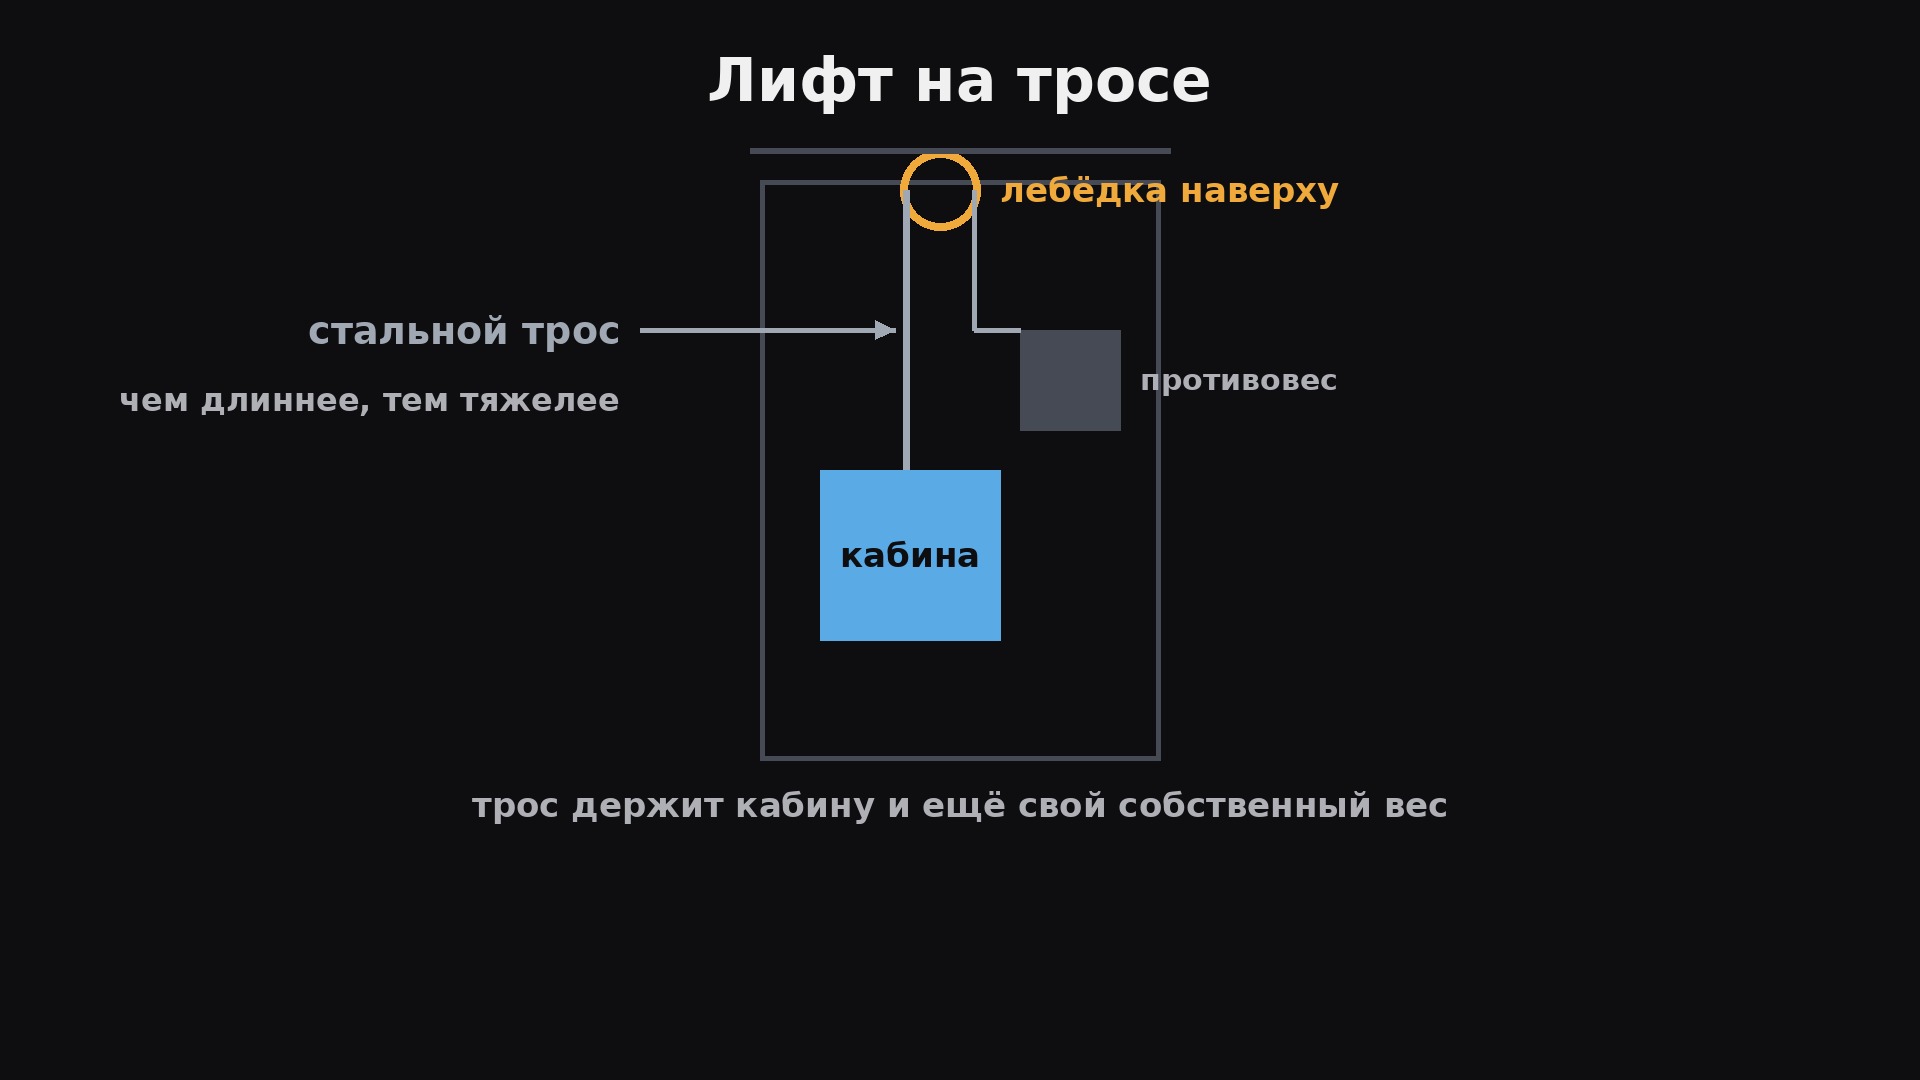 Лифт на тросе
лебёдка наверху
стальной трос
чем длиннее, тем тяжелее
противовес
кабина
трос держит кабину и ещё свой собственный вес